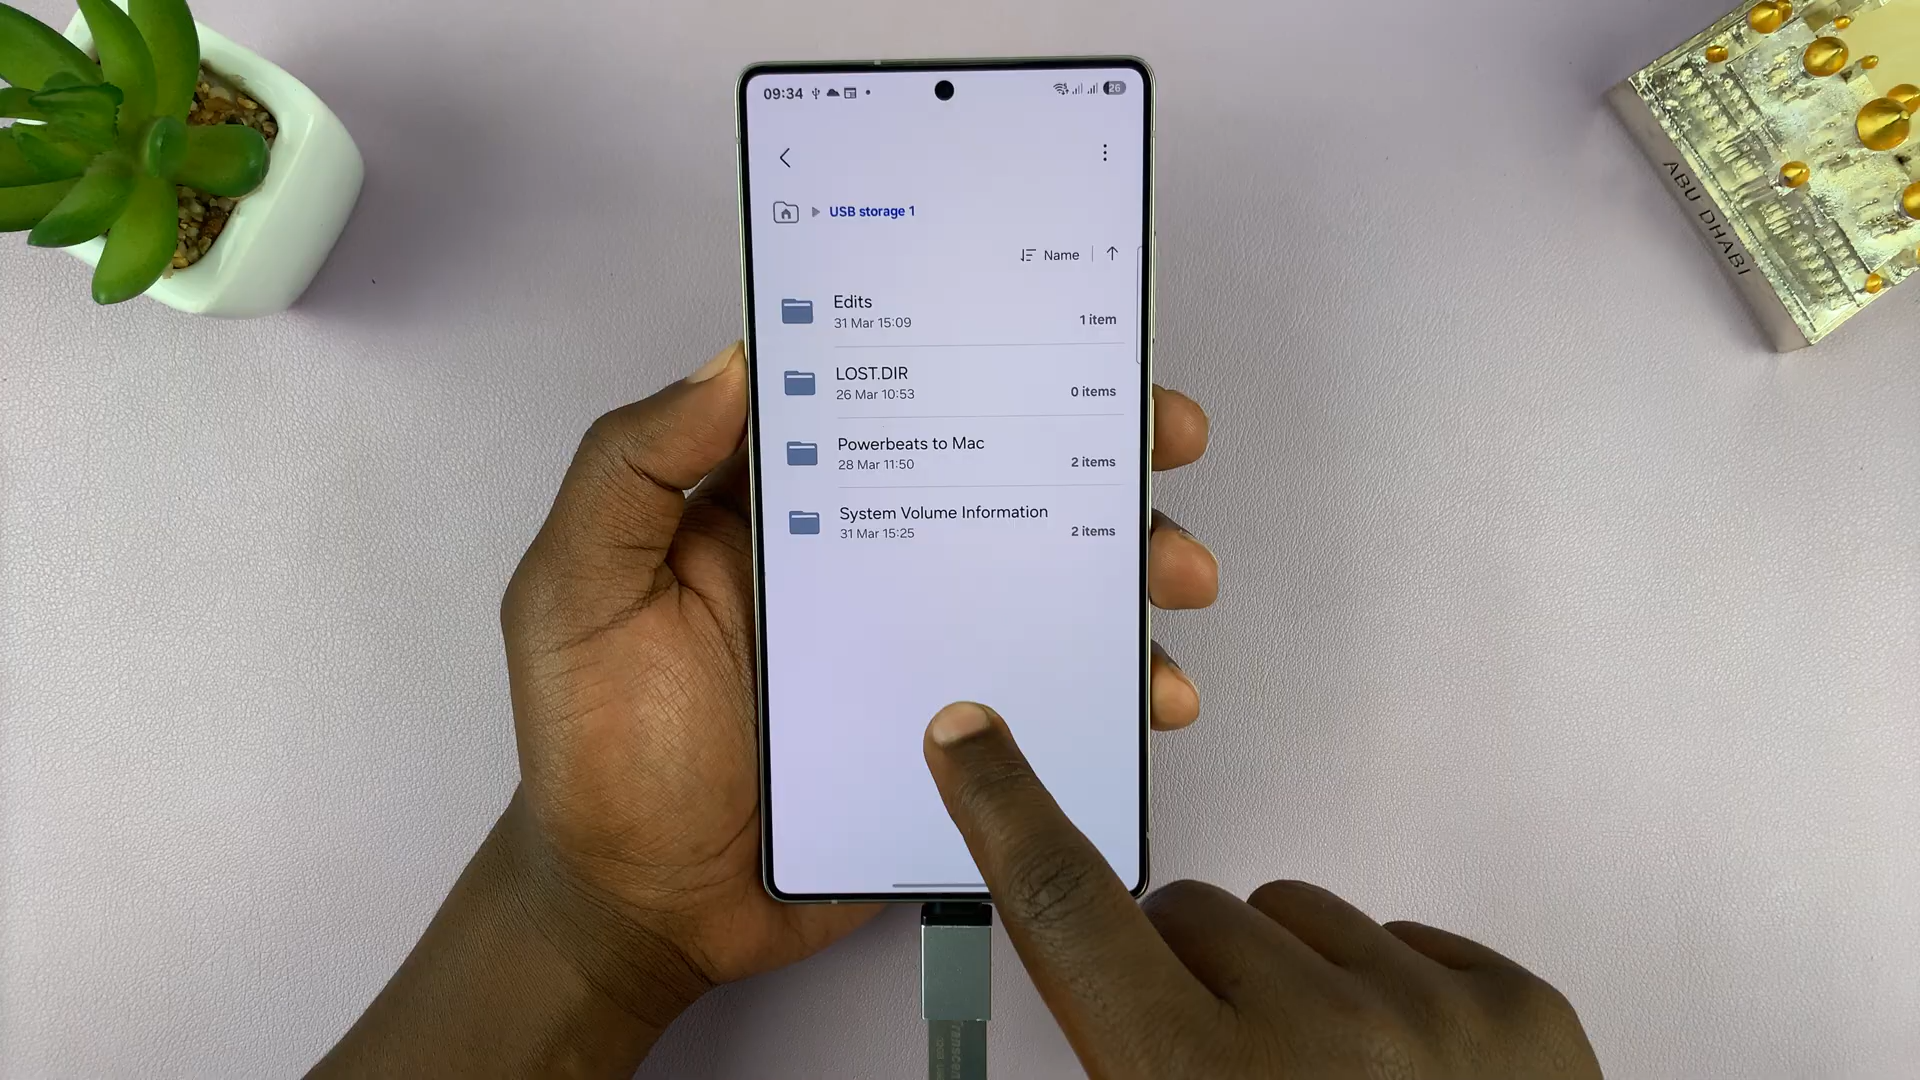 09:34
26
USB storage 1
Name
Edits
31 Mar 15:09
1 item
LOST.DIR
26 Mar 10:53
0 items
Powerbeats to Mac
28 Mar 11:50
2 items
System Volume Information
31 Mar 15:25
2 items
ABU DHABI